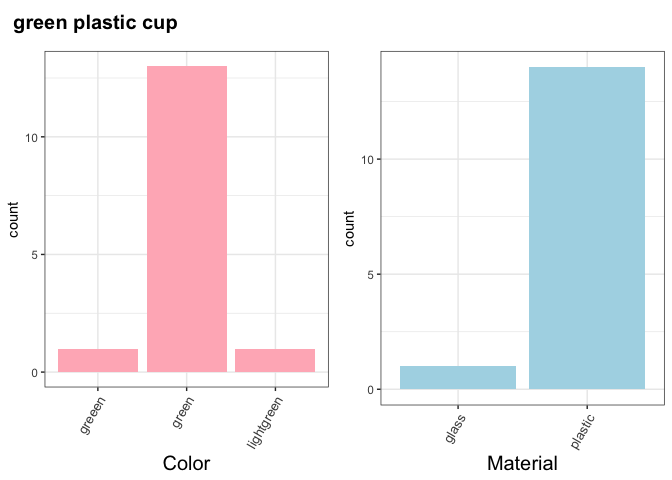 green plastic cup
count
10
5
0
greeen
green
lightgreen
Color
count
10
5
0
glass
plastic
Material